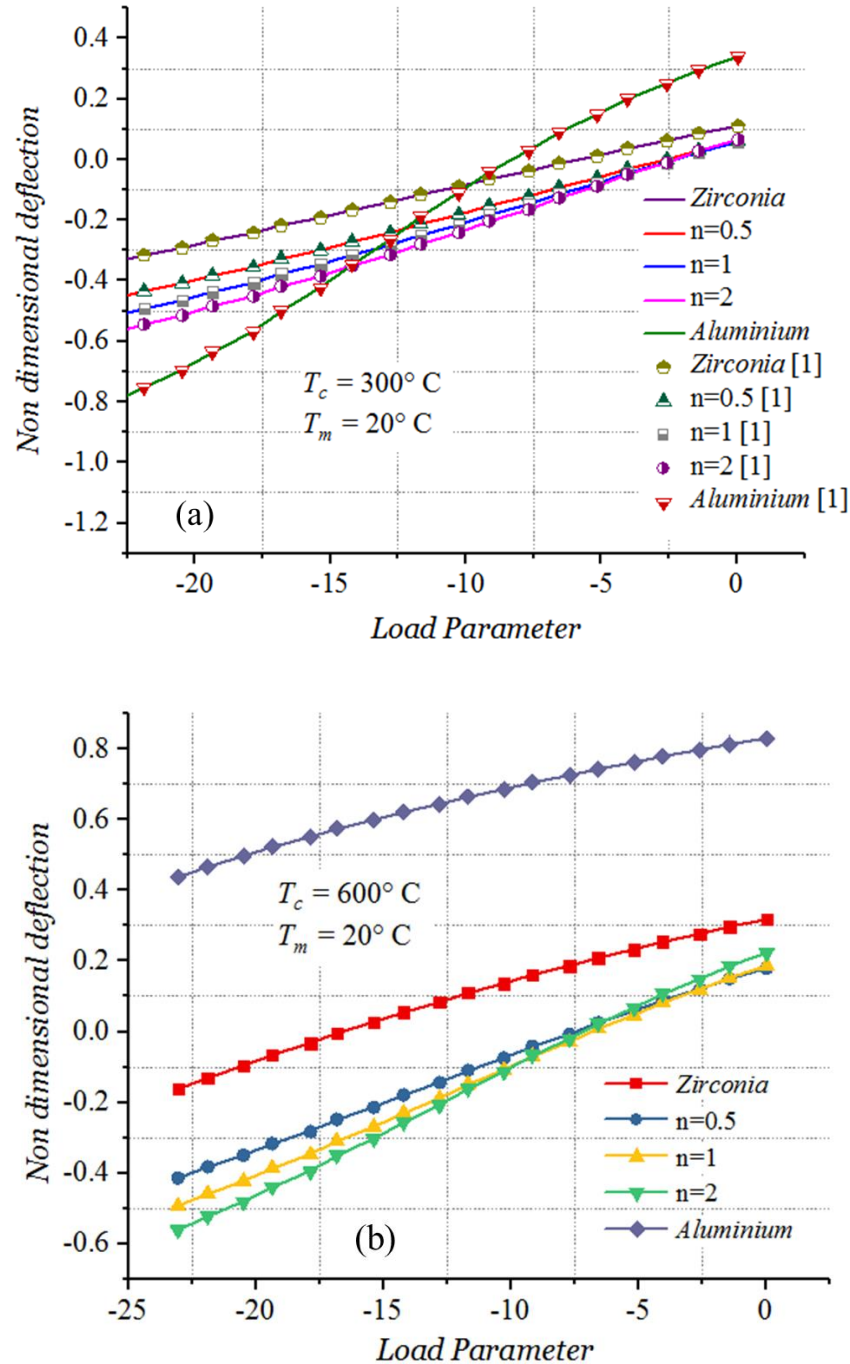 0.4
0.2
0.0
-0.2
-0.4
-0.6
-0.8
-1.0
-1.2
Non dimensional deflection
Zirconia
n=0.5
n=1
n=2
Aluminium
Zirconia [1]
n=0.5 [1]
n=1 [1]
n=2 [1]
Aluminium [1]
T_c = 300° C
T_m = 20° C
(a)
-20 -15 -10 -5 0
Load Parameter
0.8
0.6
0.4
0.2
0.0
-0.2
-0.4
-0.6
Non dimensional deflection
T_c = 600° C
T_m = 20° C
Zirconia
n=0.5
n=1
n=2
Aluminium
(b)
-25 -20 -15 -10 -5 0
Load Parameter